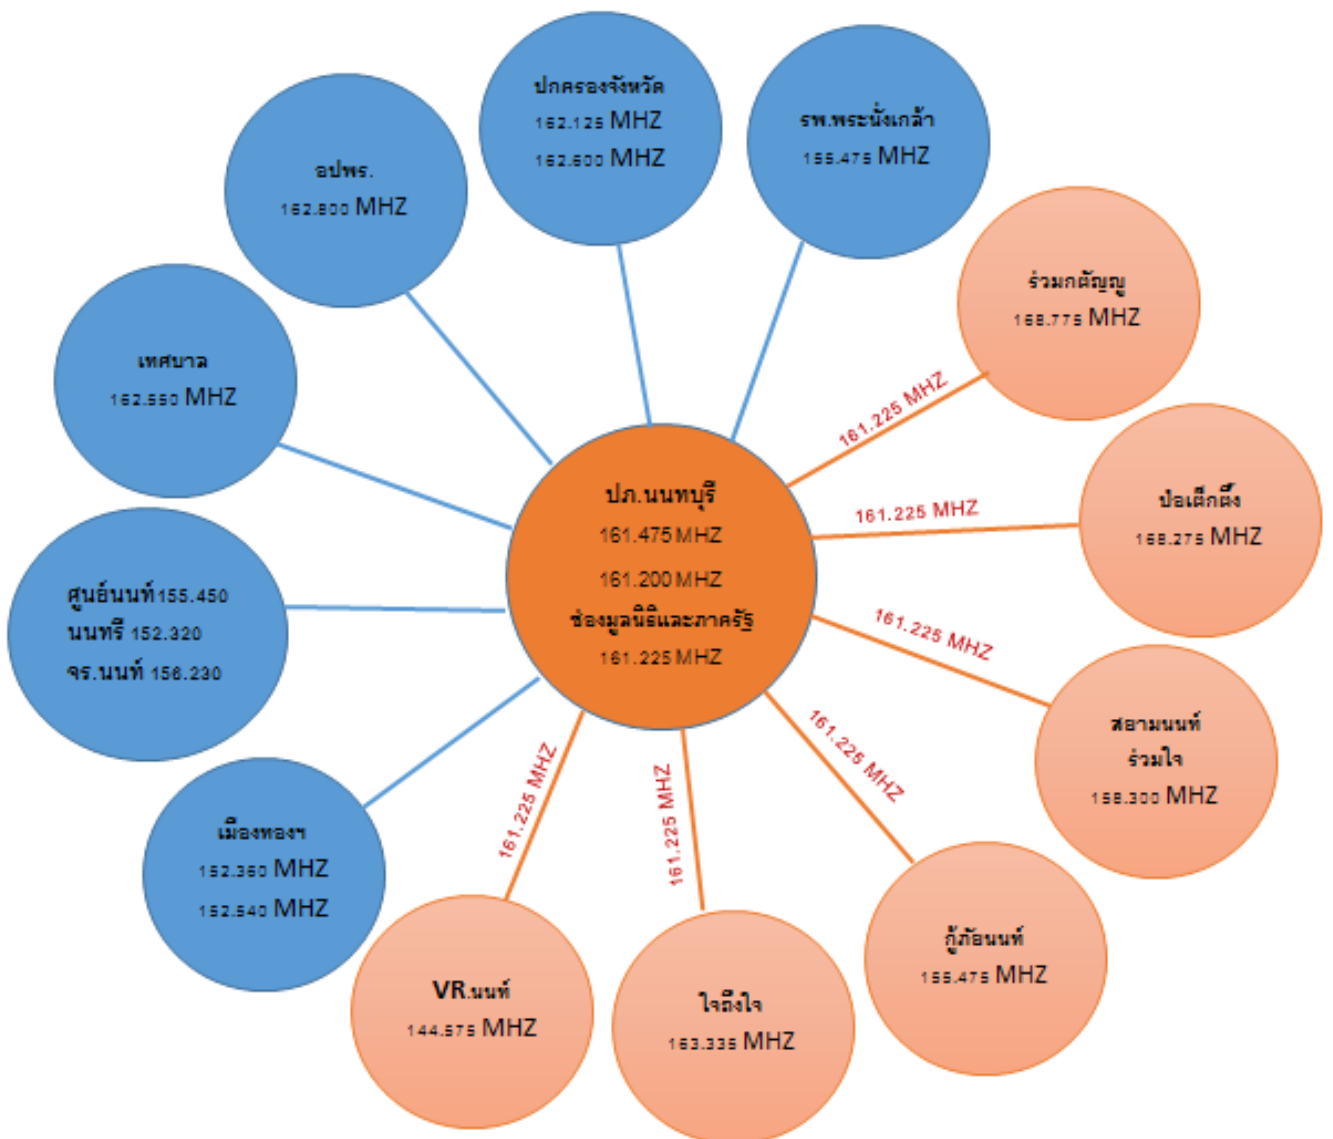 ปกครองจังหวัด
162.125 MHZ
162.600 MHZ
รพ.พระนั่งเกล้า
155.475 MHZ
อปพร.
162.800 MHZ
ร่วมกตัญญู
168.775 MHZ
เทศบาล
162.550 MHZ
161.225 MHZ
ปภ.นนทบุรี
161.475 MHZ
161.200 MHZ
ช่องมูลนิธิและภาครัฐ
161.225 MHZ
161.225 MHZ
ป่อเต็กตึ๊ง
168.275 MHZ
ศูนย์นนท์ 155.450
นนทรี 152.320
จร.นนท์ 156.230
161.225 MHZ
สยามนนท์
ร่วมใจ
158.300 MHZ
161.225 MHZ
161.225 MHZ
161.225 MHZ
เมืองทองฯ
152.360 MHZ
152.540 MHZ
กู้ภัยนนท์
155.475 MHZ
VR.นนท์
144.575 MHZ
ใจถึงใจ
163.335 MHZ